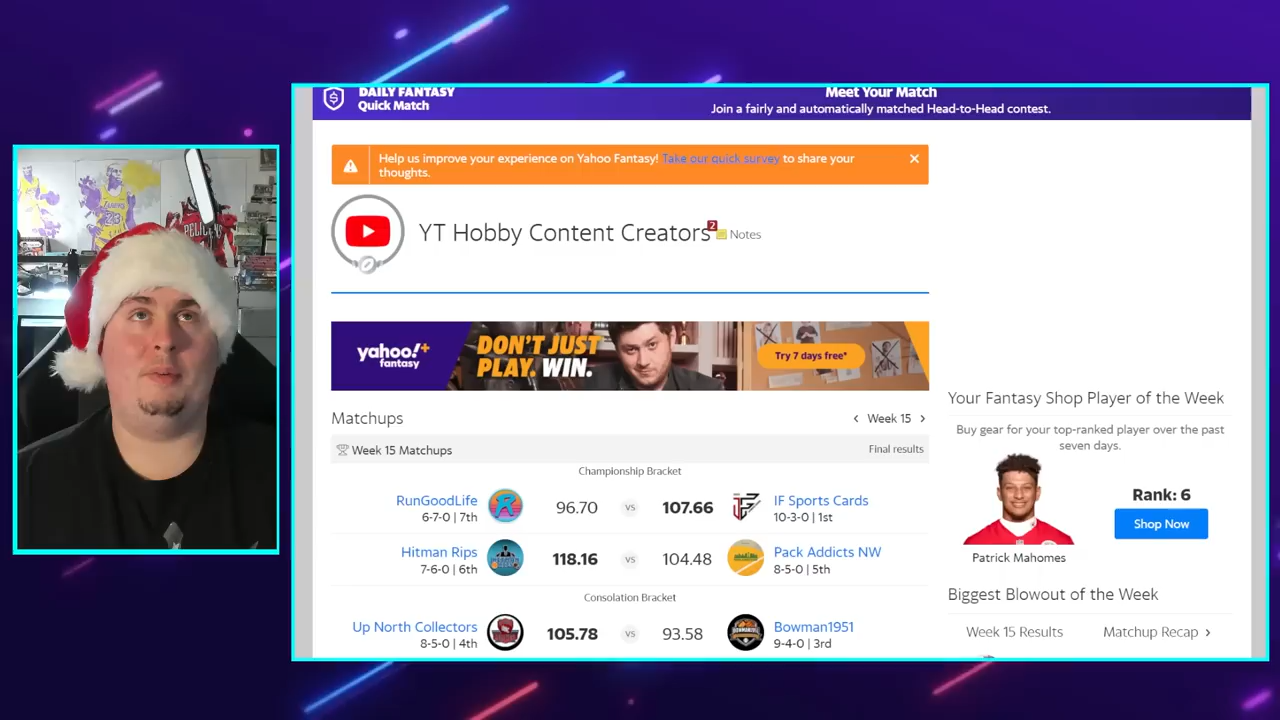 DAILY FANTASY
Quick Match
Meet Your Match
Join a fairly and automatically matched Head-to-Head contest.
Help us improve your experience on Yahoo Fantasy! Take our quick survey to share your
thoughts.
YT Hobby Content Creators
2
Notes
yahoo!+
fantasy
DON'T JUST
PLAY. WIN.
Try 7 days free*
Matchups
Week 15
Week 15 Matchups
Final results
Championship Bracket
RunGoodLife 96.70 vs 107.66 IF Sports Cards
6-7-0 | 7th 10-3-0 | 1st
Hitman Rips 118.16 vs 104.48 Pack Addicts NW
7-6-0 | 6th 8-5-0 | 5th
Consolation Bracket
Up North Collectors 105.78 vs 93.58 Bowman1951
8-5-0 | 4th 9-4-0 | 3rd
Your Fantasy Shop Player of the Week
Buy gear for your top-ranked player over the past
seven days.
Rank: 6
Shop Now
Patrick Mahomes
Biggest Blowout of the Week
Week 15 Results Matchup Recap
PELICANS
23